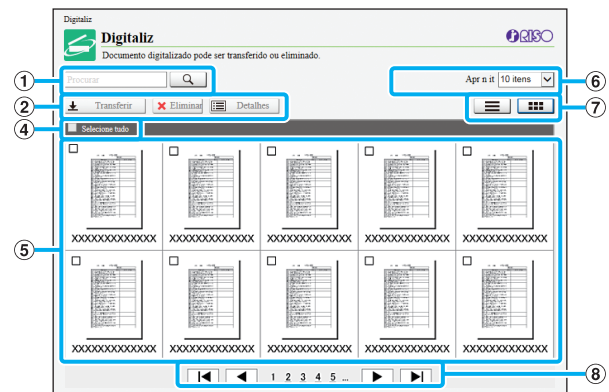 Digitaliz
Digitaliz
RISO
Documento digitalizado pode ser transferido ou eliminado.
1
Procurar
Apr n it 10 itens
6
2
Transferir Eliminar Detalhes
7
4
Selecione tudo
5
XXXXXXXXXXXXX XXXXXXXXXXXXX XXXXXXXXXXXXX XXXXXXXXXXXXX XXXXXXXXXXXXX
XXXXXXXXXXXXX XXXXXXXXXXXXX XXXXXXXXXXXXX XXXXXXXXXXXXX XXXXXXXXXXXXX
1 2 3 4 5 ...
8